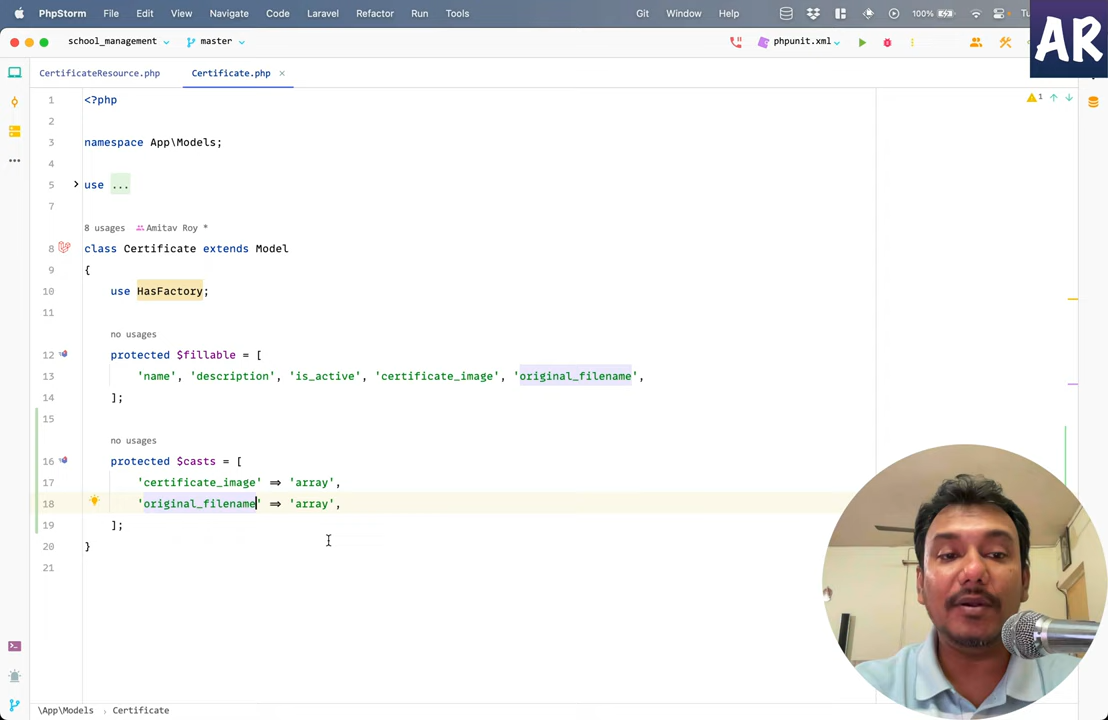 PhpStorm File Edit View Navigate Code Laravel Refactor Run Tools Git Window Help 100%
school_management master phpunit.xml AR
CertificateResource.php Certificate.php
1 <?php
2
3 namespace App\Models;
4
5 use ...
7
8 usages Amitav Roy *
8 class Certificate extends Model
9 {
10 use HasFactory;
11
no usages
12 protected $fillable = [
13 'name', 'description', 'is_active', 'certificate_image', 'original_filename',
14 ];
15
no usages
16 protected $casts = [
17 'certificate_image' => 'array',
18 'original_filename' => 'array',
19 ];
20 }
21
1
\App\Models Certificate